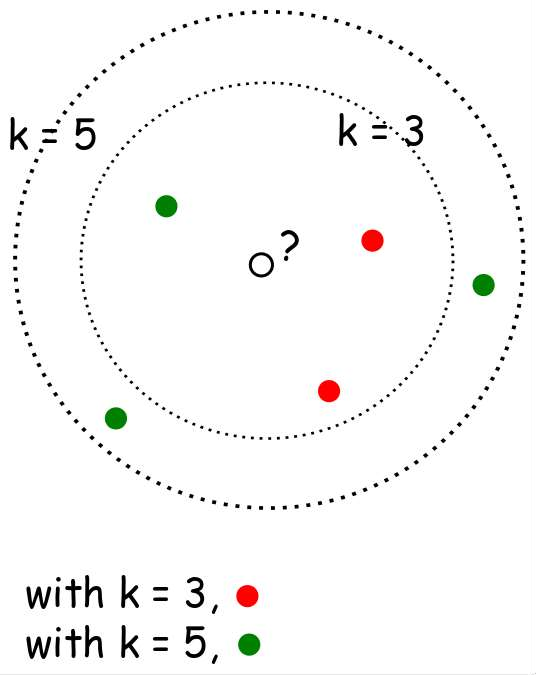 k = 5
k = 3
?
with k = 3,
with k = 5,